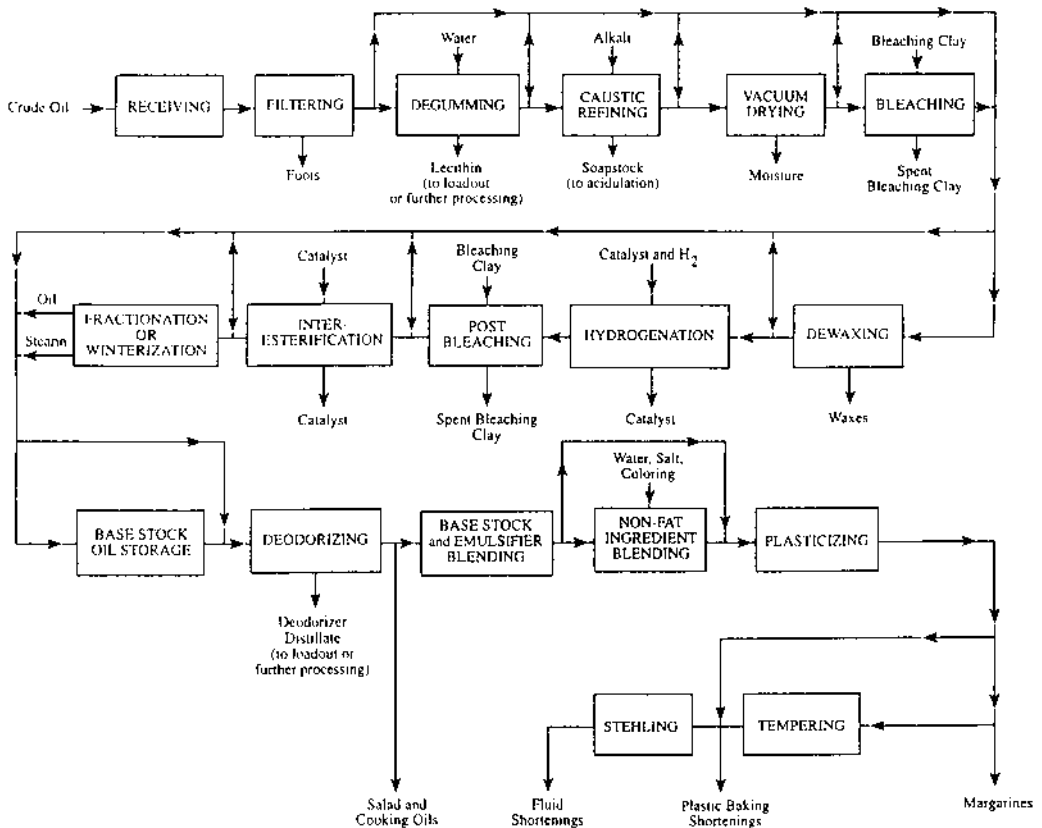 Water
Alkali
Bleaching Clay
Crude Oil
RECEIVING
FILTERING
DEGUMMING
CAUSTIC
REFINING
VACUUM
DRYING
BLEACHING
Foots
Lecithin
(to loadout
or further processing)
Soapstock
(to acidulation)
Moisture
Spent
Bleaching Clay
Catalyst
Bleaching
Clay
Catalyst and H2
Oil
Stearin
FRACTIONATION
OR
WINTERIZATION
INTER-
ESTERIFICATION
POST
BLEACHING
HYDROGENATION
DEWAXING
Catalyst
Spent Bleaching
Clay
Catalyst
Waxes
Water, Salt,
Coloring
BASE STOCK
OIL STORAGE
DEODORIZING
BASE STOCK
and EMULSIFIER
BLENDING
NON-FAT
INGREDIENT
BLENDING
PLASTICIZING
Deodorizer
Distillate
(to loadout or
further processing)
STEHLING
TEMPERING
Salad and
Cooking Oils
Fluid
Shortenings
Plastic Baking
Shortenings
Margarines